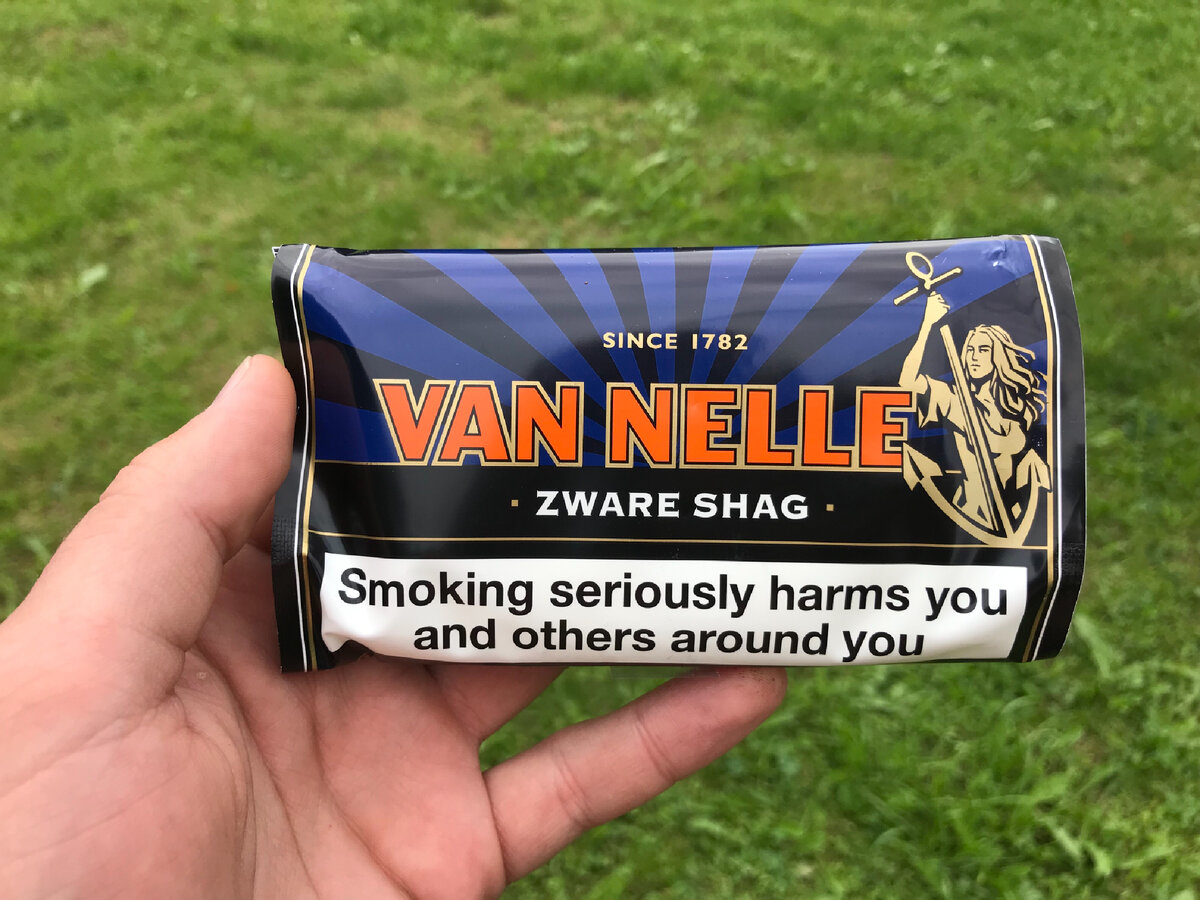 SINCE 1782
VAN NELLE
· ZWARE SHAG ·
Smoking seriously harms you
and others around you